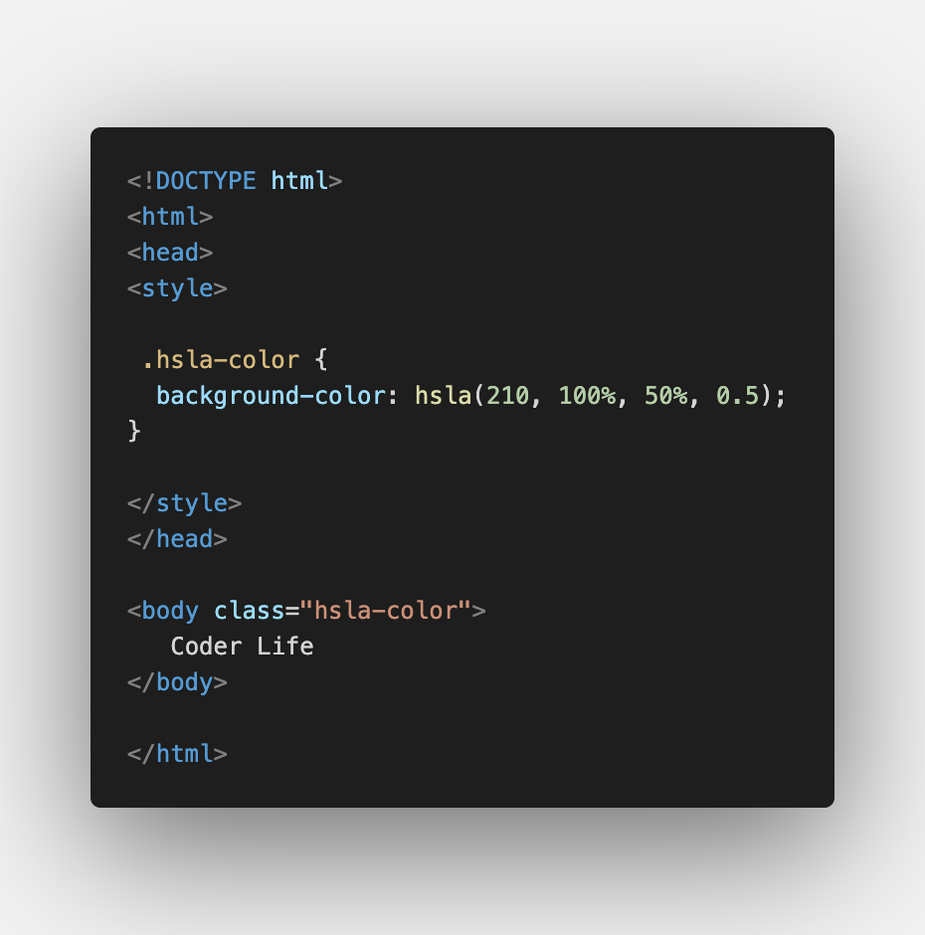 <!DOCTYPE html>
<html>
<head>
<style>
.hsla-color {
background-color: hsla(210, 100%, 50%, 0.5);
}
</style>
</head>
<body class="hsla-color">
Coder Life
</body>
</html>